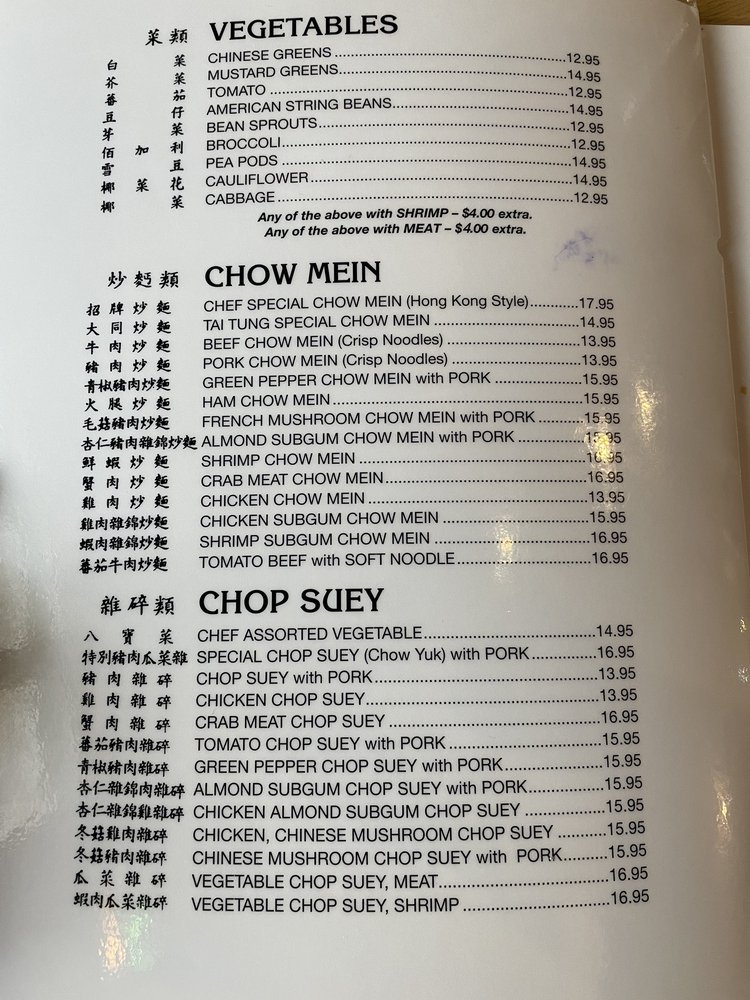 菜類 VEGETABLES
白菜 CHINESE GREENS 12.95
芥菜 MUSTARD GREENS 14.95
蕃茄 TOMATO 12.95
豆仔 AMERICAN STRING BEANS 14.95
芽菜 BEAN SPROUTS 12.95
佰加利 BROCCOLI 12.95
雪豆 PEA PODS 14.95
椰菜花 CAULIFLOWER 14.95
椰菜 CABBAGE 12.95
Any of the above with SHRIMP – $4.00 extra.
Any of the above with MEAT – $4.00 extra.
炒麪類 CHOW MEIN
招牌炒麵 CHEF SPECIAL CHOW MEIN (Hong Kong Style) 17.95
大同炒麵 TAI TUNG SPECIAL CHOW MEIN 14.95
牛肉炒麵 BEEF CHOW MEIN (Crisp Noodles) 13.95
豬肉炒麵 PORK CHOW MEIN (Crisp Noodles) 13.95
青椒豬肉炒麵 GREEN PEPPER CHOW MEIN with PORK 15.95
火腿炒麵 HAM CHOW MEIN 15.95
毛菇豬肉炒麵 FRENCH MUSHROOM CHOW MEIN with PORK 15.95
杏仁豬肉雜錦炒麵 ALMOND SUBGUM CHOW MEIN with PORK 15.95
鮮蝦炒麵 SHRIMP CHOW MEIN 16.95
蟹肉炒麵 CRAB MEAT CHOW MEIN 16.95
雞肉炒麵 CHICKEN CHOW MEIN 13.95
雞肉雜錦炒麵 CHICKEN SUBGUM CHOW MEIN 15.95
蝦肉雜錦炒麵 SHRIMP SUBGUM CHOW MEIN 16.95
蕃茄牛肉炒麵 TOMATO BEEF with SOFT NOODLE 16.95
雜碎類 CHOP SUEY
八寶菜 CHEF ASSORTED VEGETABLE 14.95
特別豬肉瓜菜雜 SPECIAL CHOP SUEY (Chow Yuk) with PORK 16.95
豬肉雜碎 CHOP SUEY with PORK 13.95
雞肉雜碎 CHICKEN CHOP SUEY 13.95
蟹肉雜碎 CRAB MEAT CHOP SUEY 16.95
蕃茄豬肉雜碎 TOMATO CHOP SUEY with PORK 15.95
青椒豬肉雜碎 GREEN PEPPER CHOP SUEY with PORK 15.95
杏仁雜錦肉雜碎 ALMOND SUBGUM CHOP SUEY with PORK 15.95
杏仁雜錦雞雜碎 CHICKEN ALMOND SUBGUM CHOP SUEY 15.95
冬菇雞肉雜碎 CHICKEN, CHINESE MUSHROOM CHOP SUEY 15.95
冬菇豬肉雜碎 CHINESE MUSHROOM CHOP SUEY with PORK 15.95
瓜菜雜碎 VEGETABLE CHOP SUEY, MEAT 16.95
蝦肉瓜菜雜碎 VEGETABLE CHOP SUEY, SHRIMP 16.95